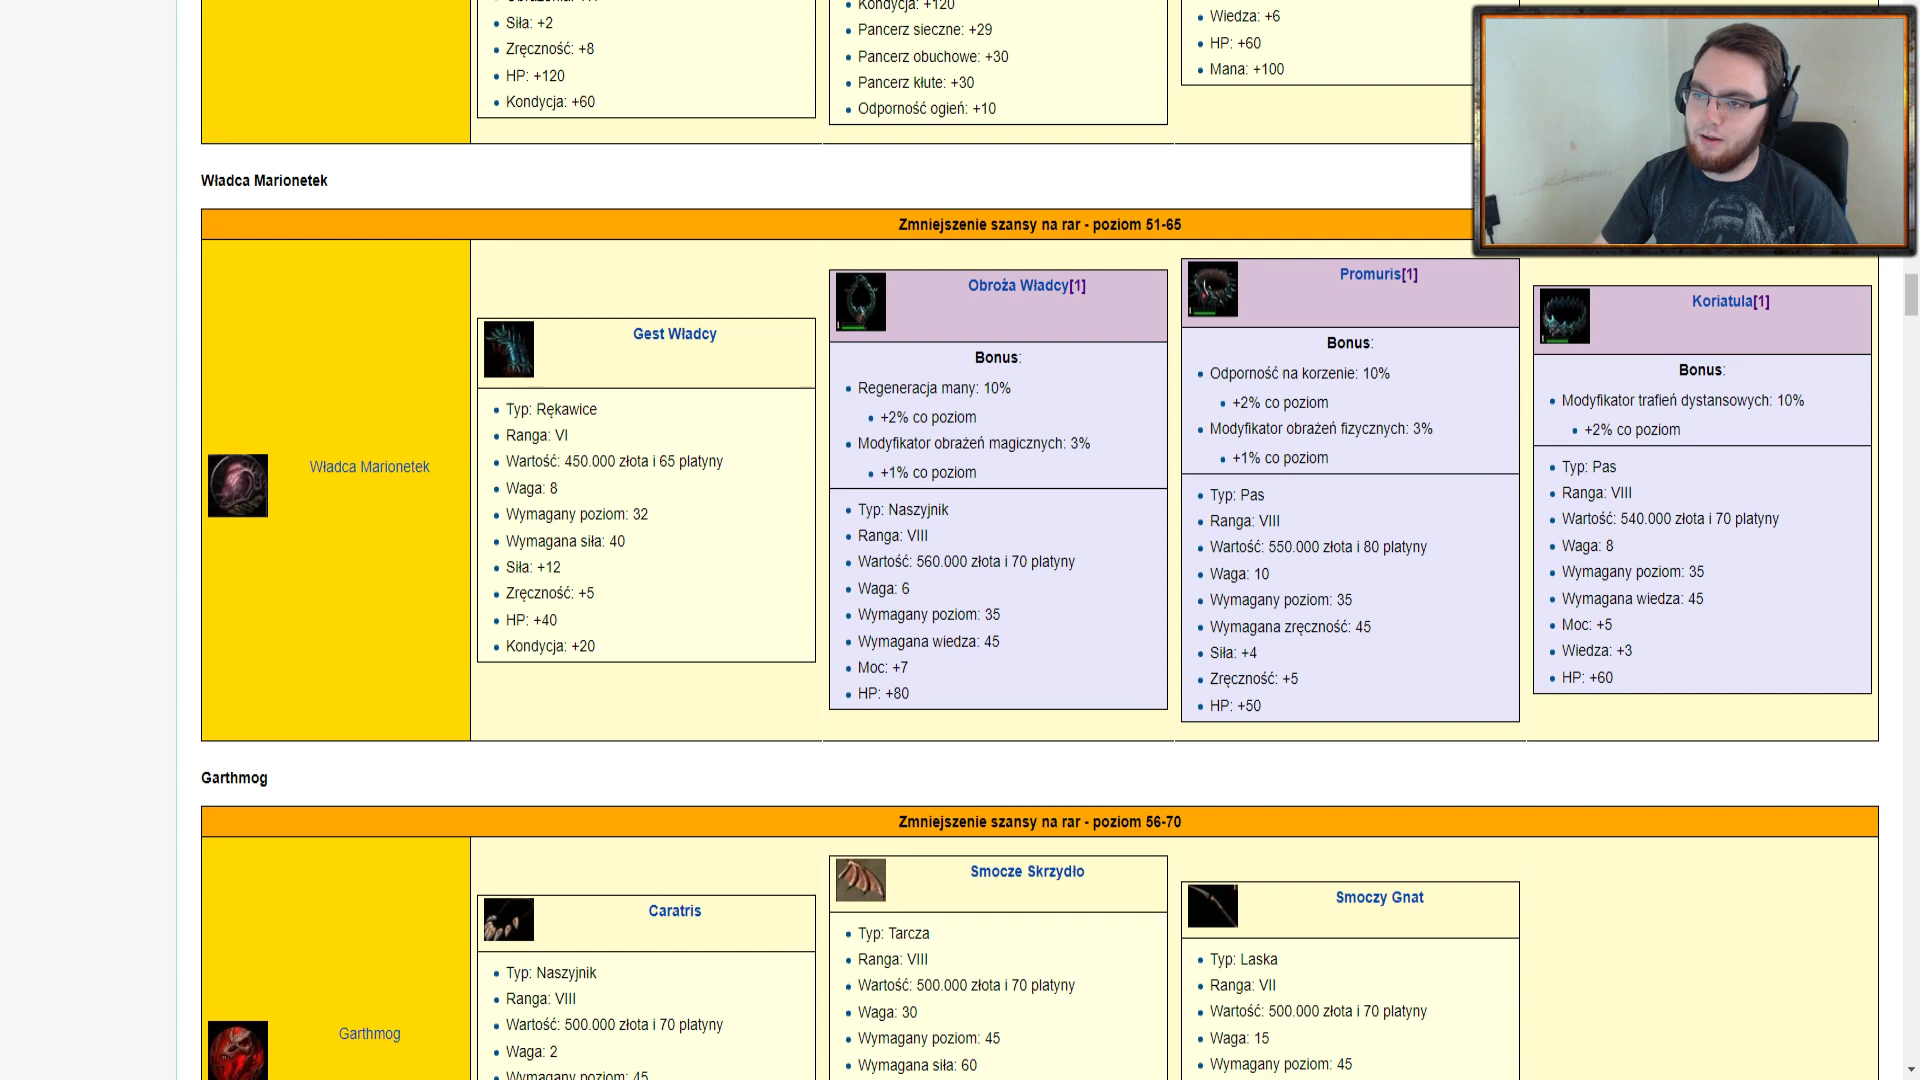 Siła: +2
Zręczność: +8
HP: +120
Kondycja: +60
Kondycja: +120
Pancerz sieczne: +29
Pancerz obuchowe: +30
Pancerz kłute: +30
Odporność ogień: +10
Wiedza: +6
HP: +60
Mana: +100
Władca Marionetek
Zmniejszenie szansy na rar - poziom 51-65
Władca Marionetek
Gest Władcy
Typ: Rękawice
Ranga: VI
Wartość: 450.000 złota i 65 platyny
Waga: 8
Wymagany poziom: 32
Wymagana siła: 40
Siła: +12
Zręczność: +5
HP: +40
Kondycja: +20
Obroża Władcy[1]
Bonus:
Regeneracja many: 10%
+2% co poziom
Modyfikator obrażeń magicznych: 3%
+1% co poziom
Typ: Naszyjnik
Ranga: VIII
Wartość: 560.000 złota i 70 platyny
Waga: 6
Wymagany poziom: 35
Wymagana wiedza: 45
Moc: +7
HP: +80
Promuris[1]
Bonus:
Odporność na korzenie: 10%
+2% co poziom
Modyfikator obrażeń fizycznych: 3%
+1% co poziom
Typ: Pas
Ranga: VIII
Wartość: 550.000 złota i 80 platyny
Waga: 10
Wymagany poziom: 35
Wymagana zręczność: 45
Siła: +4
Zręczność: +5
HP: +50
Koriatula[1]
Bonus:
Modyfikator trafień dystansowych: 10%
+2% co poziom
Typ: Pas
Ranga: VIII
Wartość: 540.000 złota i 70 platyny
Waga: 8
Wymagany poziom: 35
Wymagana wiedza: 45
Moc: +5
Wiedza: +3
HP: +60
Garthmog
Zmniejszenie szansy na rar - poziom 56-70
Garthmog
Caratris
Typ: Naszyjnik
Ranga: VIII
Wartość: 500.000 złota i 70 platyny
Waga: 2
Wymagany poziom: 45
Smocze Skrzydło
Typ: Tarcza
Ranga: VIII
Wartość: 500.000 złota i 70 platyny
Waga: 30
Wymagany poziom: 45
Wymagana siła: 60
Smoczy Gnat
Typ: Laska
Ranga: VII
Wartość: 500.000 złota i 70 platyny
Waga: 15
Wymagany poziom: 45